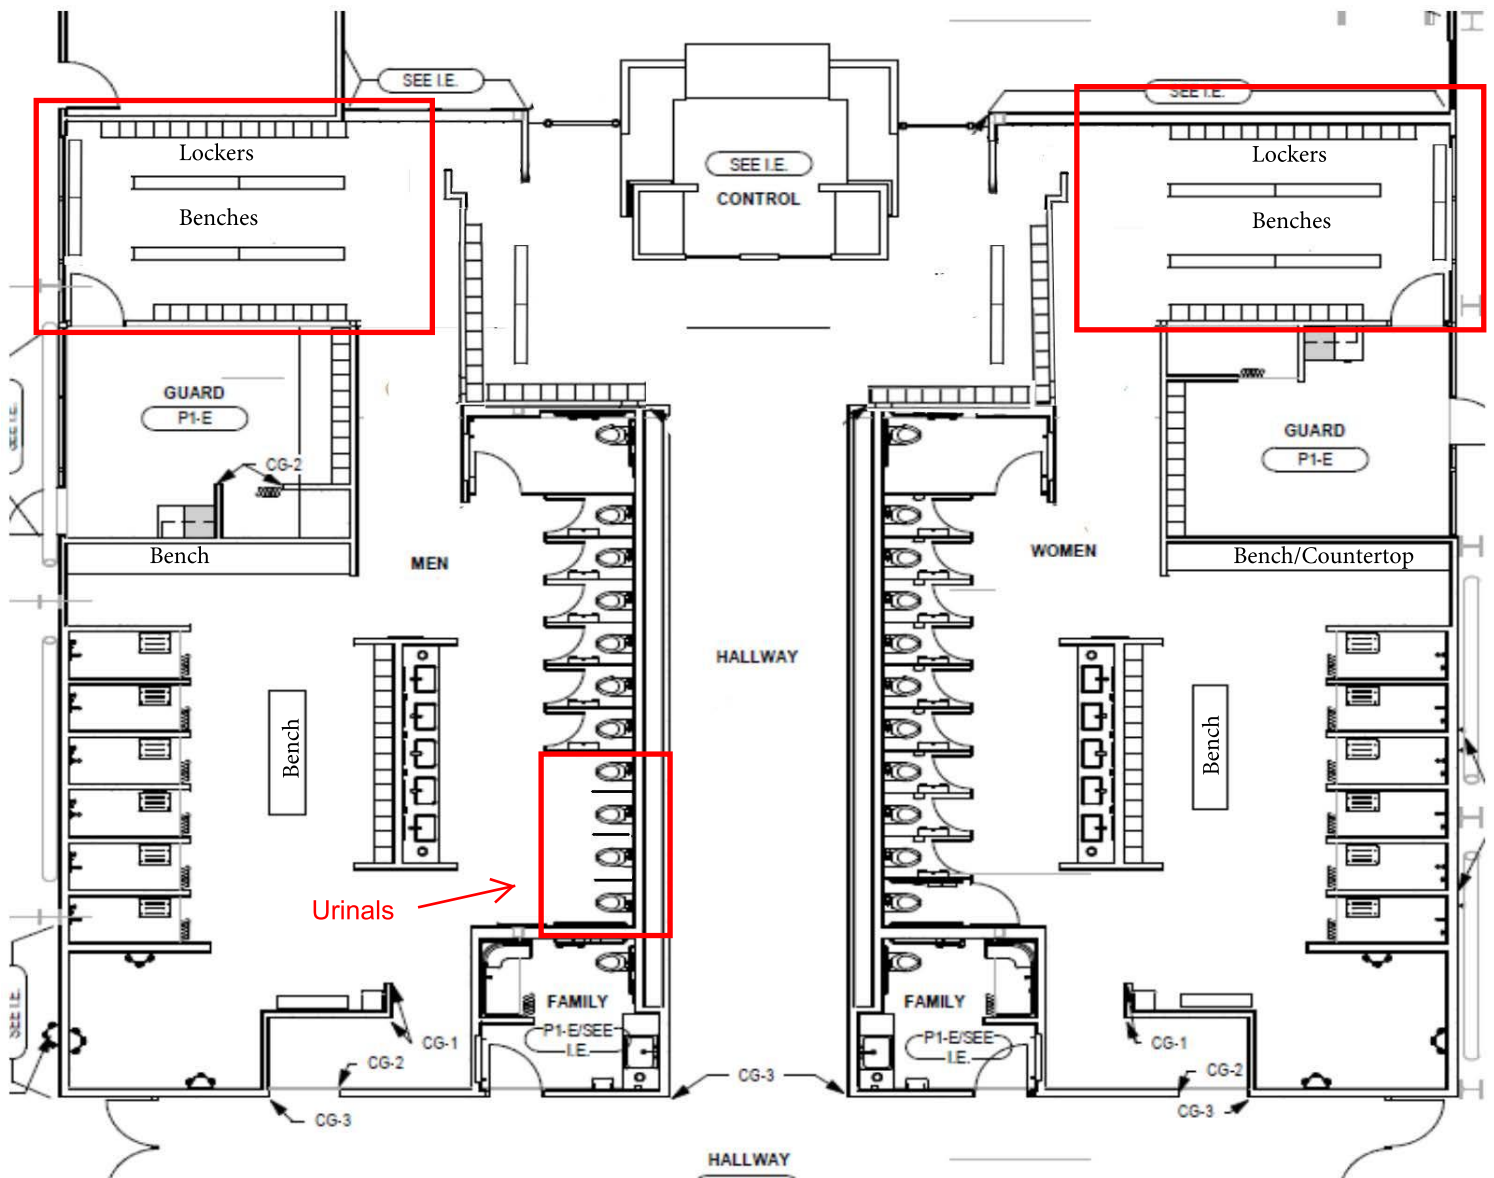 SEE I.E.
SEE I.E.
Lockers
Benches
SEE I.E.
CONTROL
Lockers
Benches
GUARD
P1-E
SEE I.E.
CG-2
GUARD
P1-E
Bench
MEN
WOMEN
Bench/Countertop
HALLWAY
Bench
Bench
Urinals
SEE I.E.
FAMILY
P1-E/SEE
I.E.
CG-1
CG-2
CG-3
FAMILY
P1-E/SEE
I.E.
CG-1
CG-2
CG-3
CG-3
HALLWAY